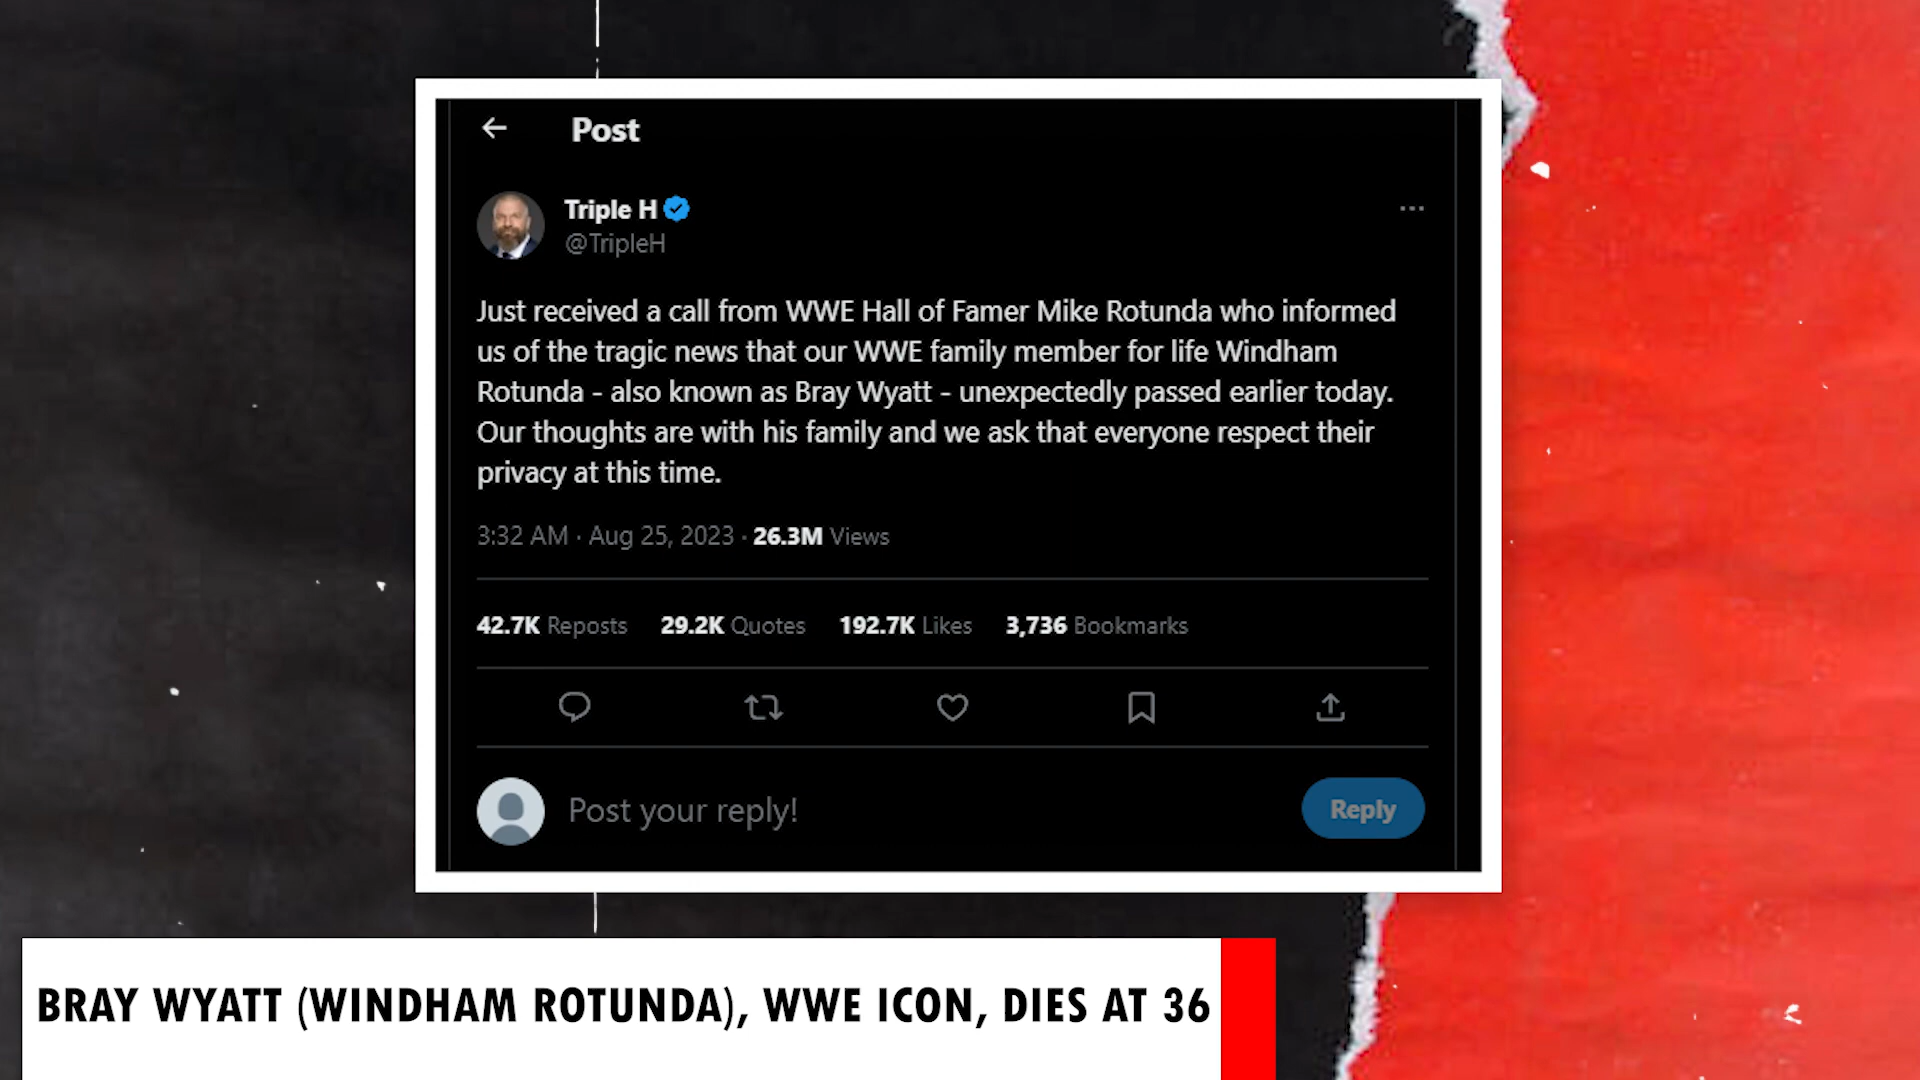 Post
Triple H
@TripleH
Just received a call from WWE Hall of Famer Mike Rotunda who informed
us of the tragic news that our WWE family member for life Windham
Rotunda - also known as Bray Wyatt - unexpectedly passed earlier today.
Our thoughts are with his family and we ask that everyone respect their
privacy at this time.
3:32 AM · Aug 25, 2023 · 26.3M Views
42.7K Reposts 29.2K Quotes 192.7K Likes 3,736 Bookmarks
Post your reply!
Reply
BRAY WYATT (WINDHAM ROTUNDA), WWE ICON, DIES AT 36